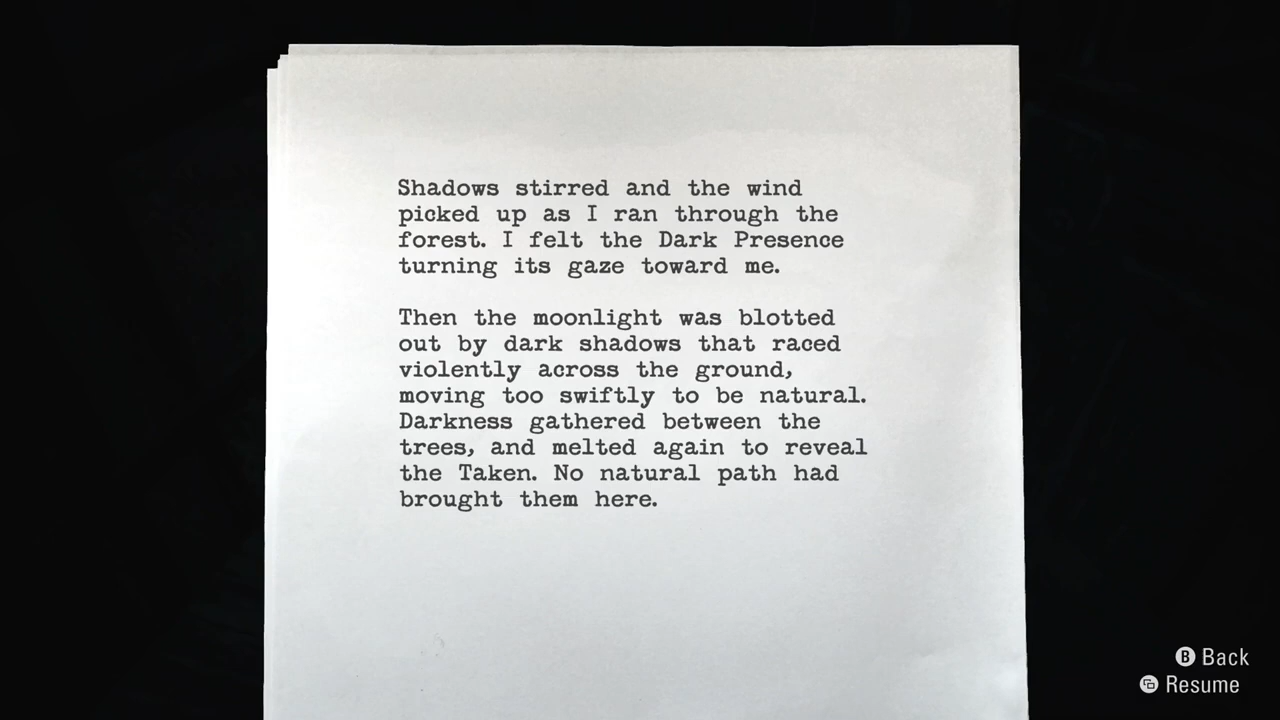 Shadows stirred and the wind
picked up as I ran through the
forest. I felt the Dark Presence
turning its gaze toward me.
Then the moonlight was blotted
out by dark shadows that raced
violently across the ground,
moving too swiftly to be natural.
Darkness gathered between the
trees, and melted again to reveal
the Taken. No natural path had
brought them here.
B Back
Resume